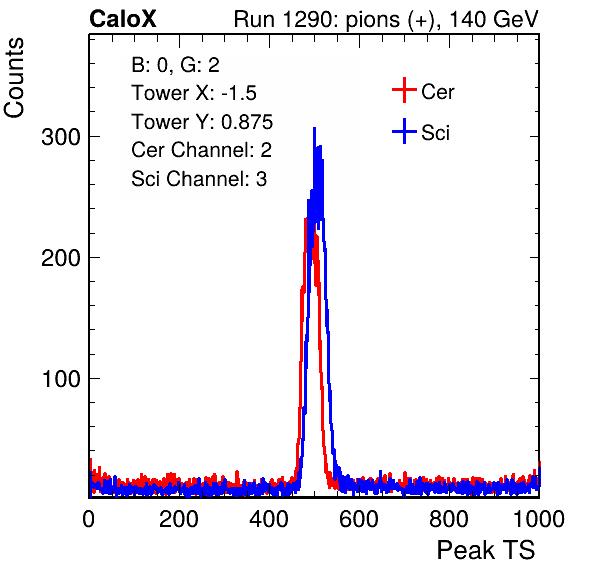 CaloX Run 1290: pions (+), 140 GeV
B: 0, G: 2
Tower X: -1.5
Tower Y: 0.875
Cer Channel: 2
Sci Channel: 3
Cer
Sci
Counts
300
200
100
0 200 400 600 800 1000
Peak TS